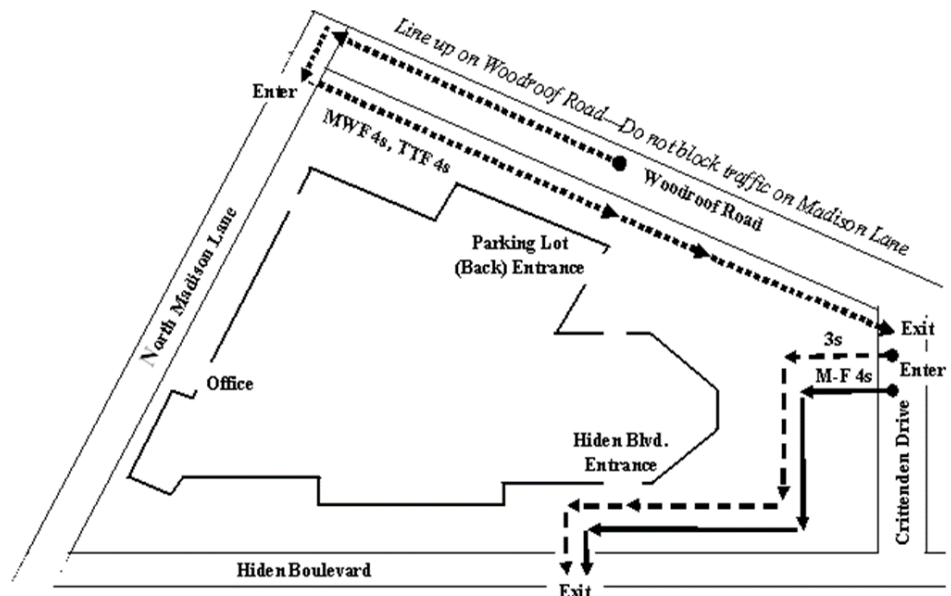 Line up on Woodroof Road—Do not block traffic on Madison Lane
Enter
MWF 4s, TTF 4s
Woodroof Road
North Madison Lane
Parking Lot
(Back) Entrance
Exit
3s
Enter
M-F 4s
Office
Hiden Blvd.
Entrance
Crittenden Drive
Hiden Boulevard
Exit